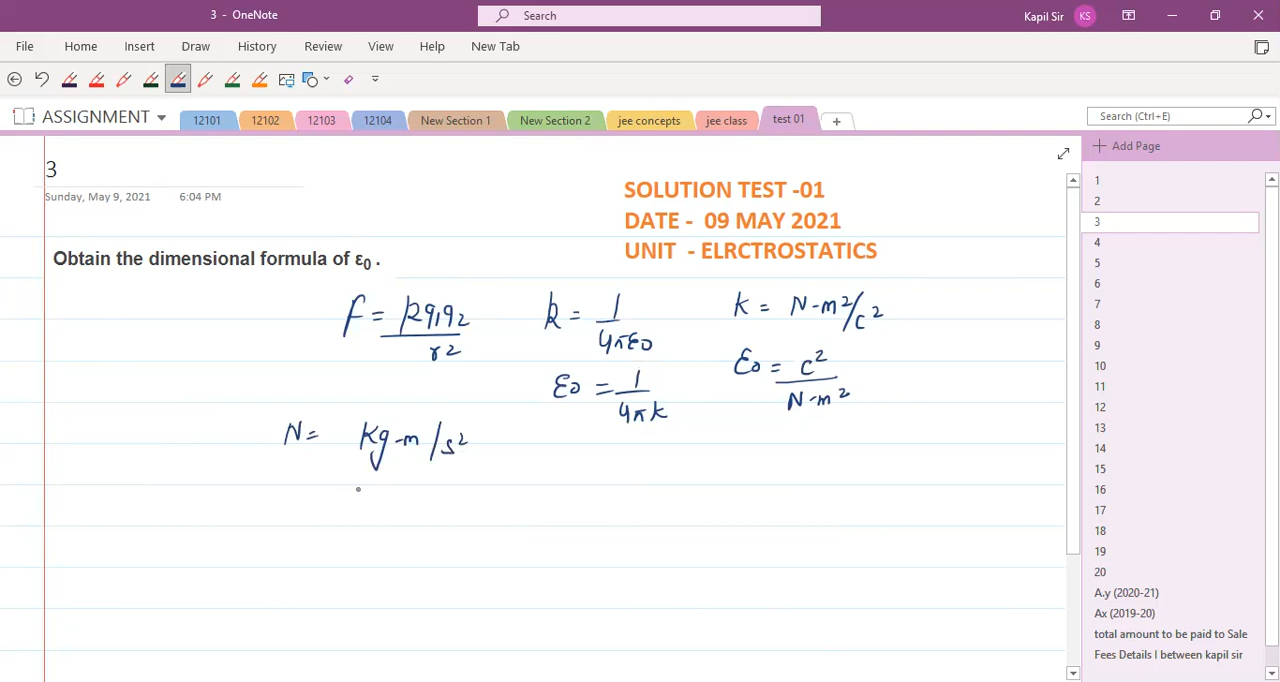 3 - OneNote
Search
Kapil Sir
KS
File Home Insert Draw History Review View Help New Tab
ASSIGNMENT
12101 12102 12103 12104 New Section 1 New Section 2 jee concepts jee class test 01
Search (Ctrl+E)
3
Sunday, May 9, 2021 6:04 PM
SOLUTION TEST -01
DATE - 09 MAY 2021
UNIT - ELRCTROSTATICS
Obtain the dimensional formula of ε0 .
F = kq1q2 / r2
k = 1 / 4πε0
k = N-m2/c2
ε0 = 1 / 4πk
ε0 = c2 / N-m2
N = Kg-m/s2
Add Page
1
2
3
4
5
6
7
8
9
10
11
12
13
14
15
16
17
18
19
20
A.y (2020-21)
Ax (2019-20)
total amount to be paid to Sale
Fees Details I between kapil sir